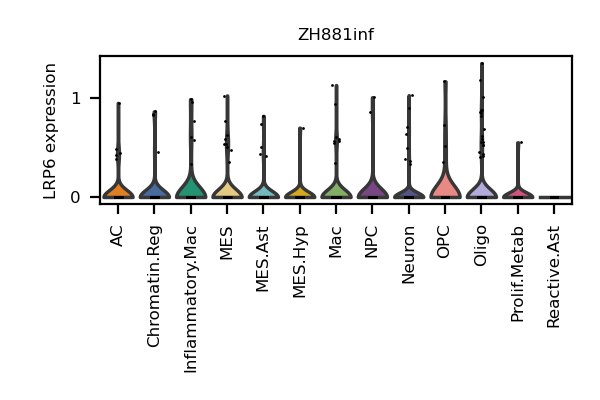 ZH881inf
LRP6 expression
1
0
AC
Chromatin.Reg
Inflammatory.Mac
MES
MES.Ast
MES.Hyp
Mac
NPC
Neuron
OPC
Oligo
Prolif.Metab
Reactive.Ast